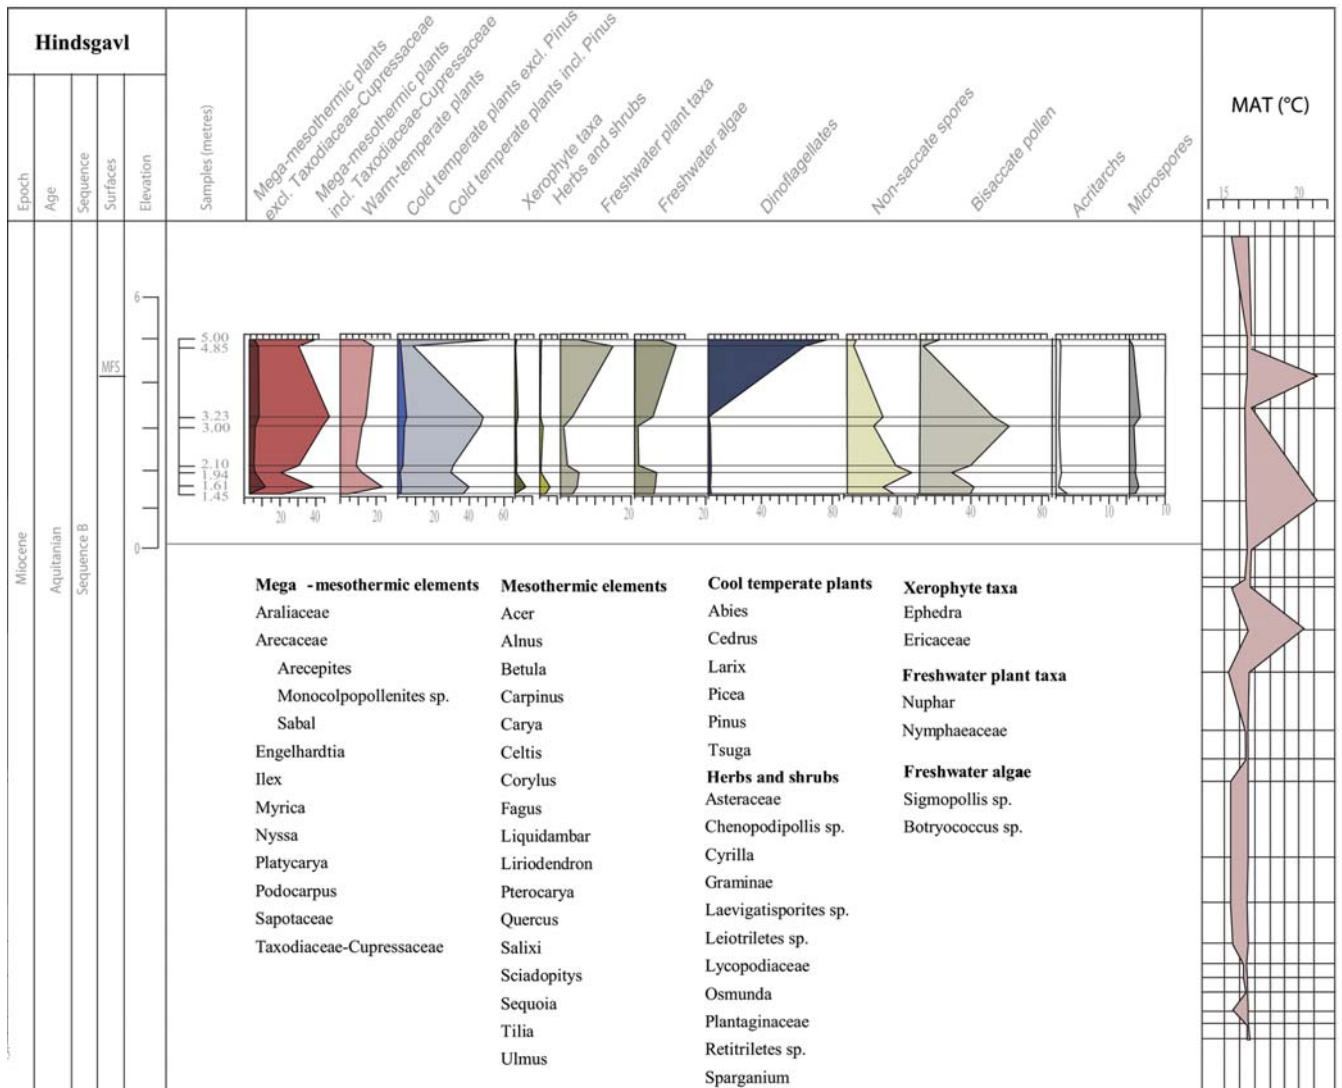 Hindsgavl
Epoch
Age
Sequence
Surfaces
Elevation
Samples (metres)
Mega-mesothermic plants
excl. Taxodiaceae-Cupressaceae
Mega-mesothermic plants
incl. Taxodiaceae-Cupressaceae
Warm-temperate plants
Cold temperate plants excl. Pinus
Cold temperate plants incl. Pinus
Xerophyte taxa
Herbs and shrubs
Freshwater plant taxa
Freshwater algae
Dinoflagellates
Non-saccate spores
Bisaccate pollen
Acritarchs
Microspores
MAT (°C)
15 20
6
0
MFS
Miocene
Aquitanian
Sequence B
5.00
4.85
3.23
3.00
2.10
1.94
1.61
1.45
20 40 20 20 40 60 20 20 40 80 40 40 80 10 10
Mega -mesothermic elements
Araliaceae
Arecaceae
Arecepites
Monocolpopollenites sp.
Sabal
Engelhardtia
Ilex
Myrica
Nyssa
Platycarya
Podocarpus
Sapotaceae
Taxodiaceae-Cupressaceae
Mesothermic elements
Acer
Alnus
Betula
Carpinus
Carya
Celtis
Corylus
Fagus
Liquidambar
Liriodendron
Pterocarya
Quercus
Salixi
Sciadopitys
Sequoia
Tilia
Ulmus
Cool temperate plants
Abies
Cedrus
Larix
Picea
Pinus
Tsuga
Herbs and shrubs
Asteraceae
Chenopodipollis sp.
Cyrilla
Graminae
Laevigatisporites sp.
Leiotriletes sp.
Lycopodiaceae
Osmunda
Plantaginaceae
Retitriletes sp.
Sparganium
Xerophyte taxa
Ephedra
Ericaceae
Freshwater plant taxa
Nuphar
Nymphaeaceae
Freshwater algae
Sigmopollis sp.
Botryococcus sp.